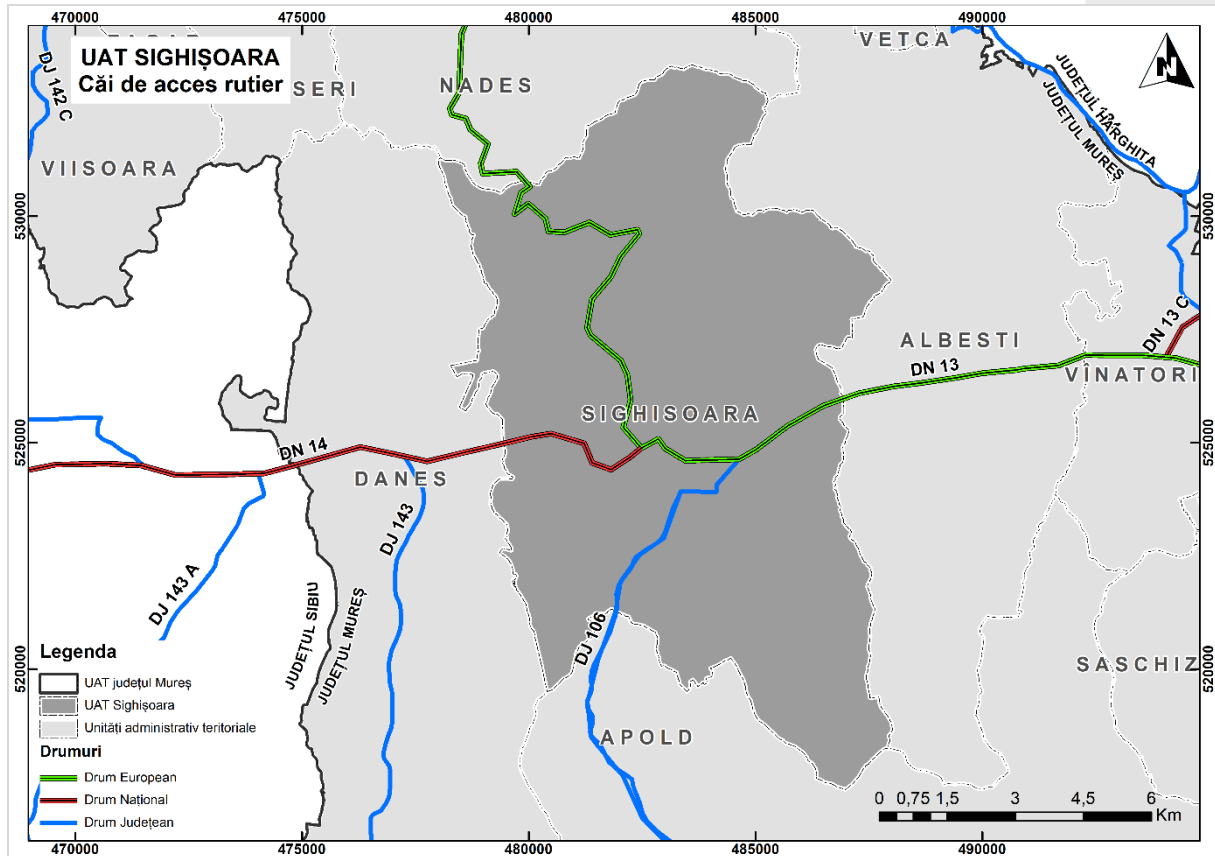 470000
475000
480000
485000
490000
UAT SIGHIȘOARA
Căi de acces rutier
SERI
NADES
VETCA
N
DJ 142 C
JUDEȚUL HARGHITA
JUDEȚUL MUREȘ
VIISOARA
530000
530000
ALBESTI
DN 13 C
DN 13
VÎNATORI
SIGHISOARA
525000
525000
DN 14
DANES
DJ 143
DJ 143 A
JUDEȚUL SIBIU
JUDEȚUL MUREȘ
DJ 106
520000
520000
SASCHIZ
APOLD
Legenda
UAT județul Mureș
UAT Sighișoara
Unități administrativ teritoriale
Drumuri
Drum European
Drum Național
Drum Județean
0 0,75 1,5 3 4,5 6
Km
470000
475000
480000
485000
490000